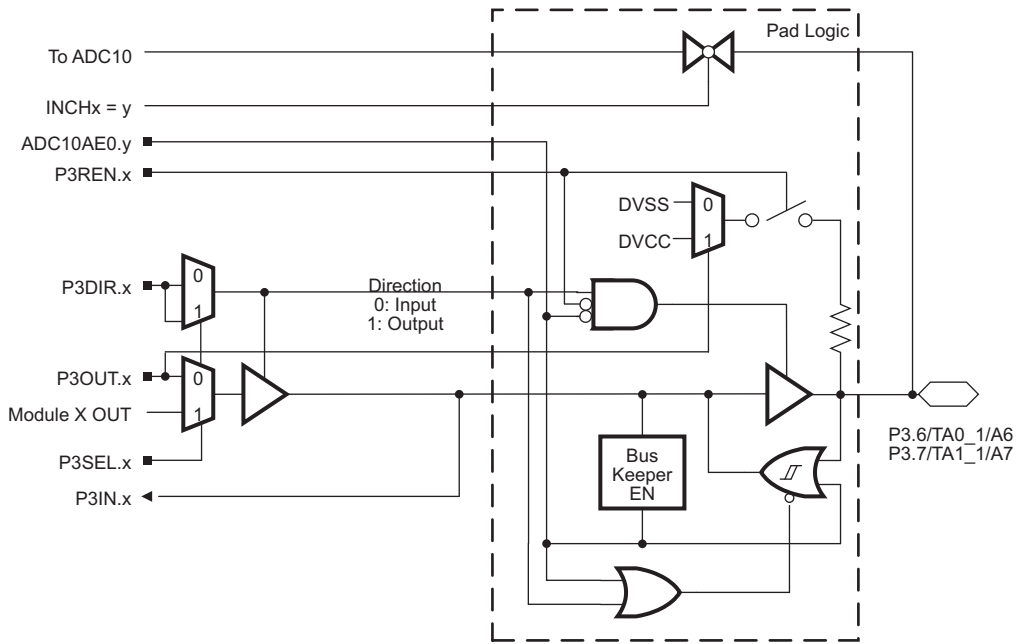 Pad Logic
To ADC10
INCHx = y
ADC10AE0.y
P3REN.x
DVSS
0
DVCC
1
P3DIR.x
0
1
Direction
0: Input
1: Output
P3OUT.x
0
Module X OUT
1
P3SEL.x
P3IN.x
Bus
Keeper
EN
P3.6/TA0_1/A6
P3.7/TA1_1/A7